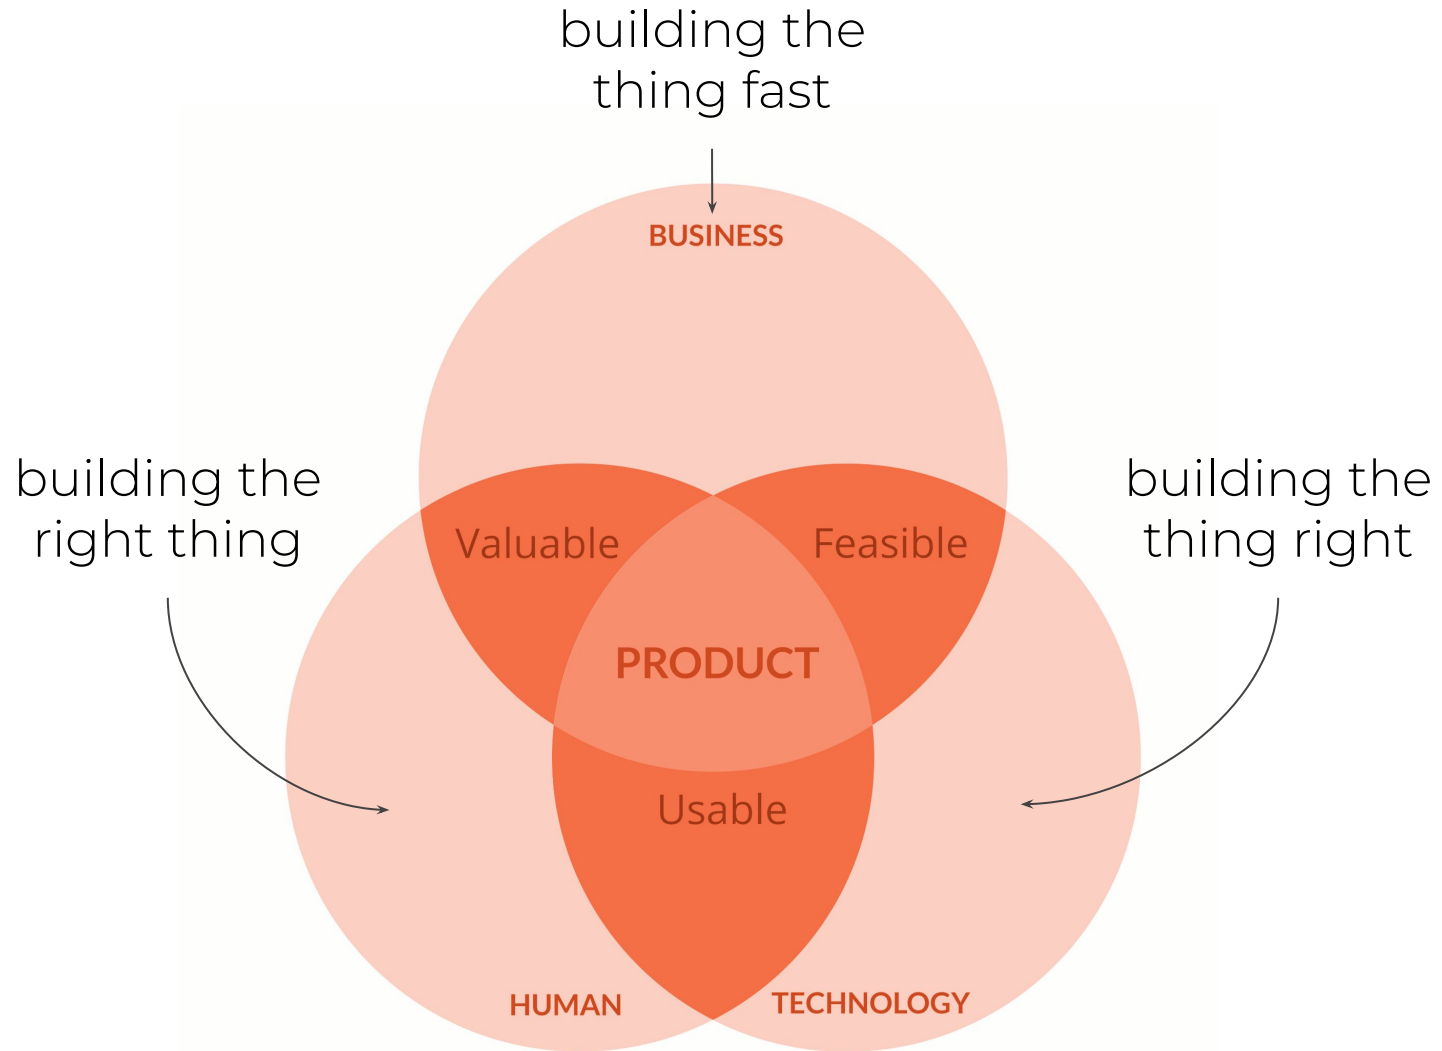 building the
thing fast
BUSINESS
building the
right thing
building the
thing right
Valuable
Feasible
PRODUCT
Usable
HUMAN
TECHNOLOGY